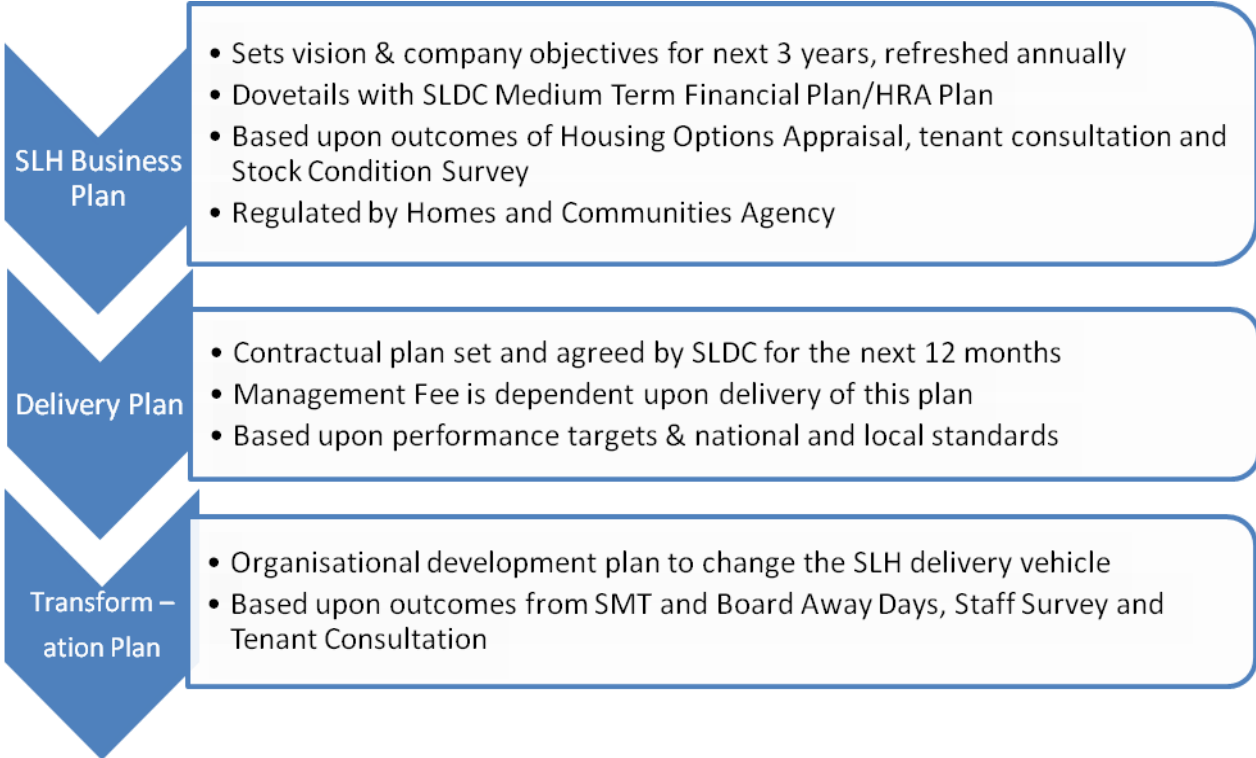 SLH Business
Plan
• Sets vision & company objectives for next 3 years, refreshed annually
• Dovetails with SLDC Medium Term Financial Plan/HRA Plan
• Based upon outcomes of Housing Options Appraisal, tenant consultation and
Stock Condition Survey
• Regulated by Homes and Communities Agency
Delivery Plan
• Contractual plan set and agreed by SLDC for the next 12 months
• Management Fee is dependent upon delivery of this plan
• Based upon performance targets & national and local standards
Transform –
ation Plan
• Organisational development plan to change the SLH delivery vehicle
• Based upon outcomes from SMT and Board Away Days, Staff Survey and
Tenant Consultation